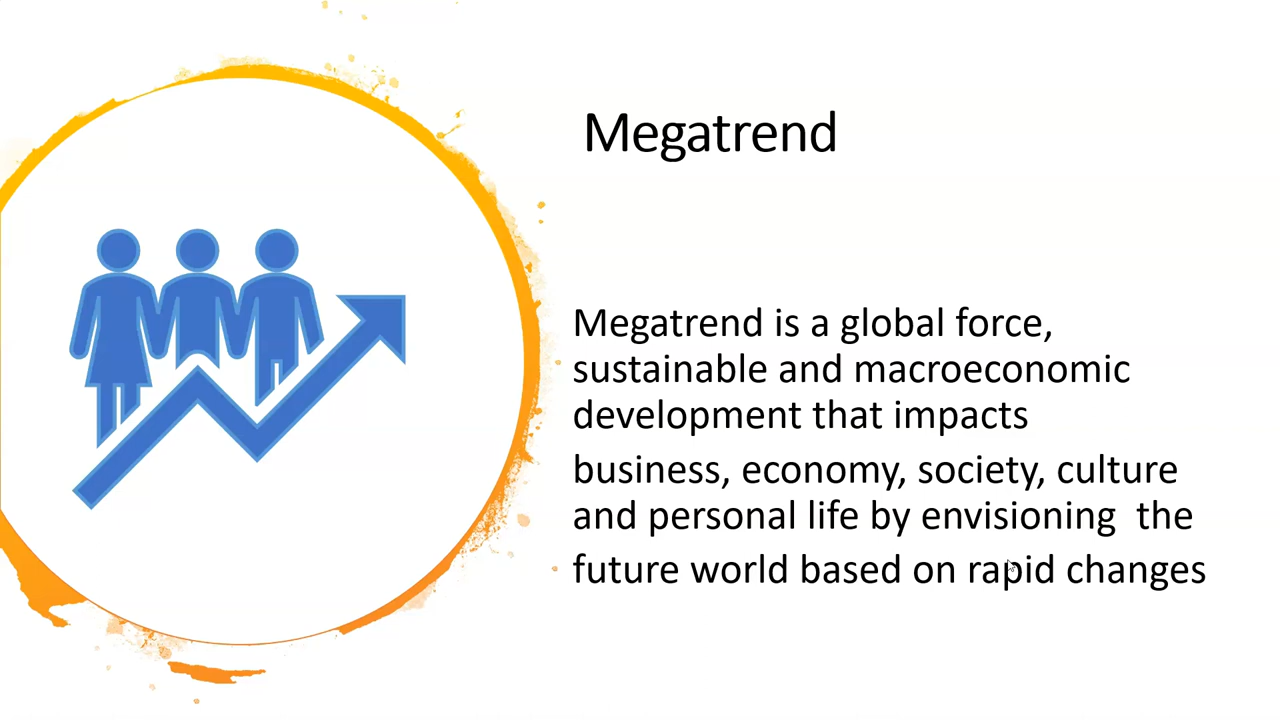 Megatrend
Megatrend is a global force,
sustainable and macroeconomic
development that impacts
business, economy, society, culture
and personal life by envisioning  the
future world based on rapid changes